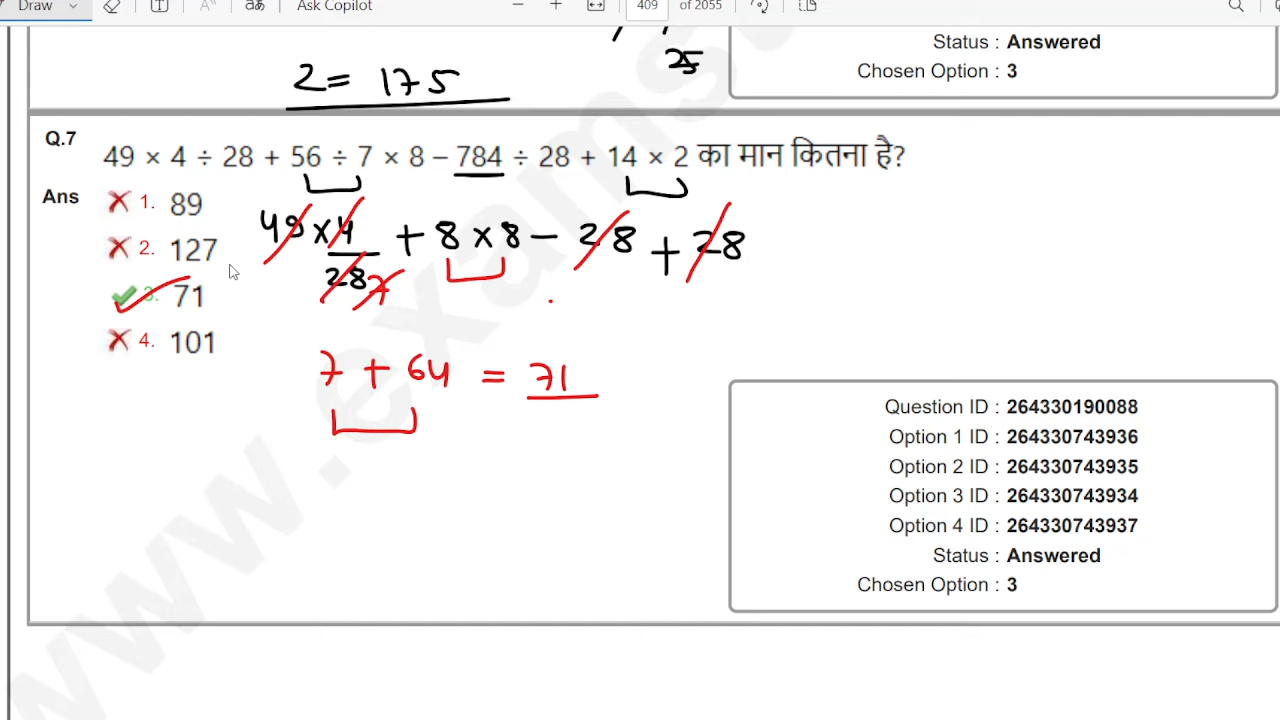 Draw Ask Copilot 409 of 2055
25
Status : Answered
Chosen Option : 3
2 = 175
Q.7 49 × 4 ÷ 28 + 56 ÷ 7 × 8 – 784 ÷ 28 + 14 × 2 का मान कितना है?
Ans 1. 89
2. 127
3. 71
4. 101
49 × 4 + 8 × 8 – 28 + 28
28 7
7 + 64 = 71
Question ID : 264330190088
Option 1 ID : 264330743936
Option 2 ID : 264330743935
Option 3 ID : 264330743934
Option 4 ID : 264330743937
Status : Answered
Chosen Option : 3
www.exams